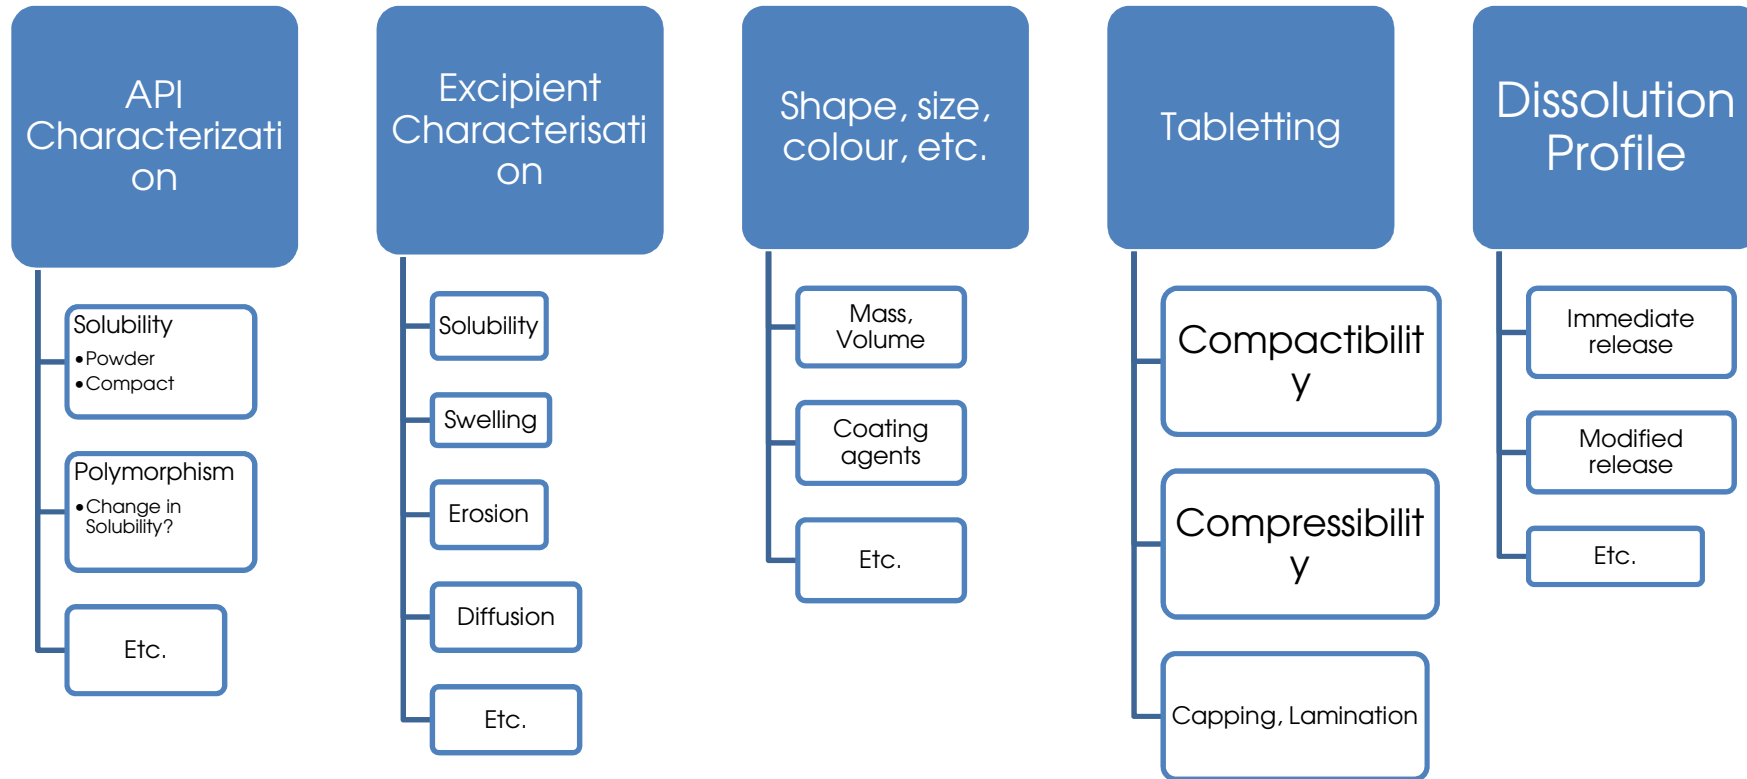 API
Characterizati
on
Solubility
•Powder
•Compact
Polymorphism
•Change in
Solubility?
Etc.
Excipient
Characterisati
on
Solubility
Swelling
Erosion
Diffusion
Etc.
Shape, size,
colour, etc.
Mass,
Volume
Coating
agents
Etc.
Tabletting
Compactibilit
y
Compressibilit
y
Capping, Lamination
Dissolution
Profile
Immediate
release
Modified
release
Etc.